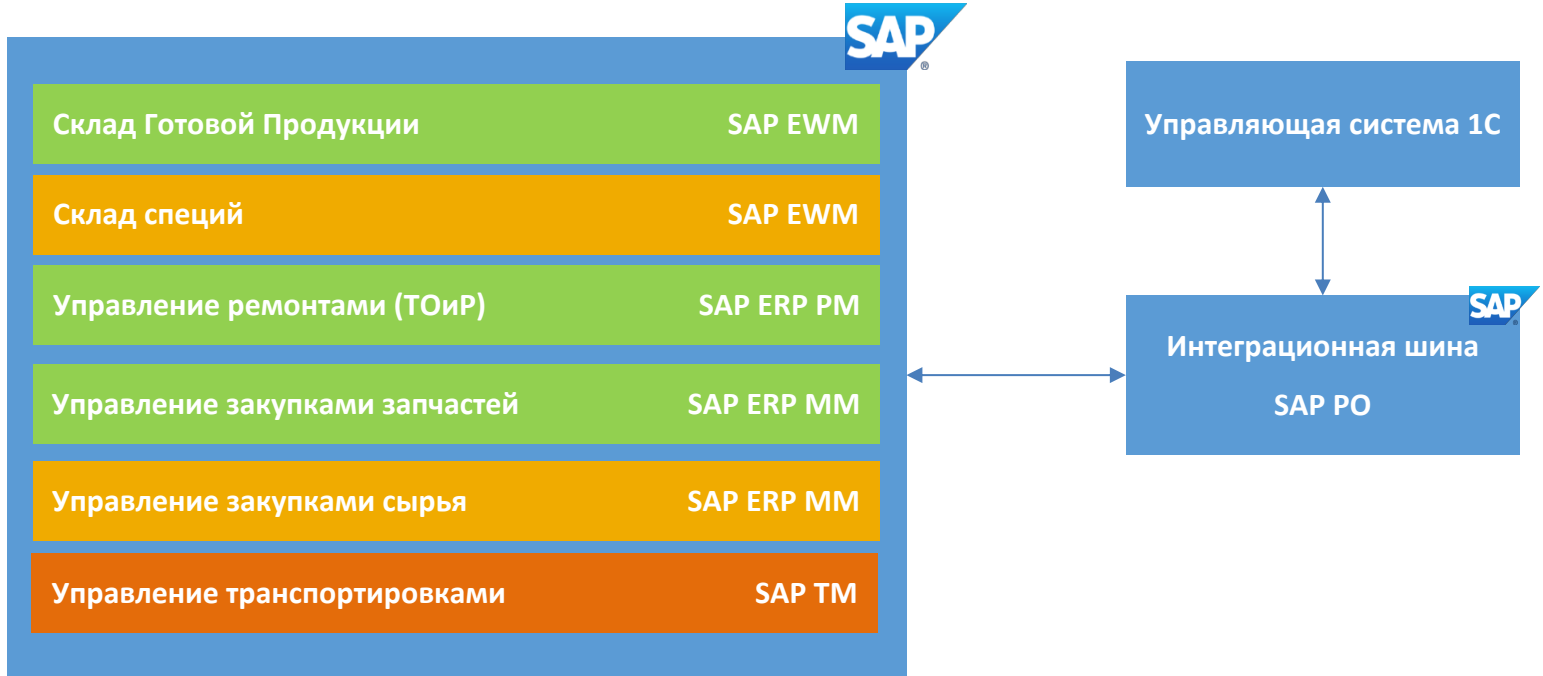 SAP
®
Склад Готовой Продукции SAP EWM
Склад специй SAP EWM
Управление ремонтами (ТОиР) SAP ERP PM
Управление закупками запчастей SAP ERP MM
Управление закупками сырья SAP ERP MM
Управление транспортировками SAP TM
Управляющая система 1С
SAP
®
Интеграционная шина
SAP PO